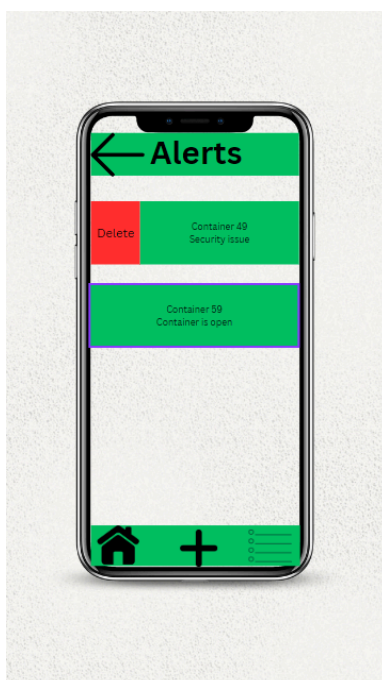 Alerts
Delete
Container 49
Security issue
Container 59
Container is open